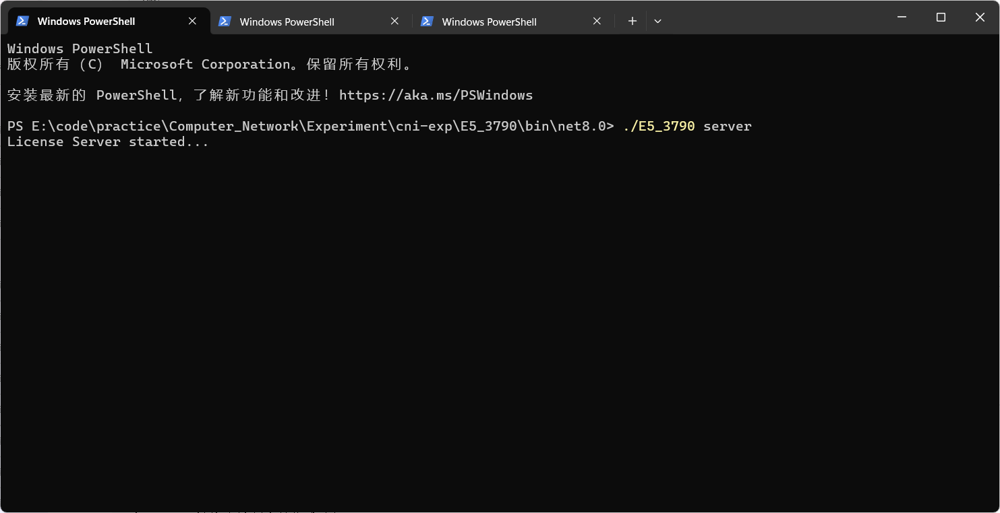 Windows PowerShell
Windows PowerShell
Windows PowerShell
Windows PowerShell
版权所有（C） Microsoft Corporation。保留所有权利。
安装最新的 PowerShell，了解新功能和改进！https://aka.ms/PSWindows
PS E:\code\practice\Computer_Network\Experiment\cni-exp\E5_3790\bin\net8.0> ./E5_3790 server
License Server started...